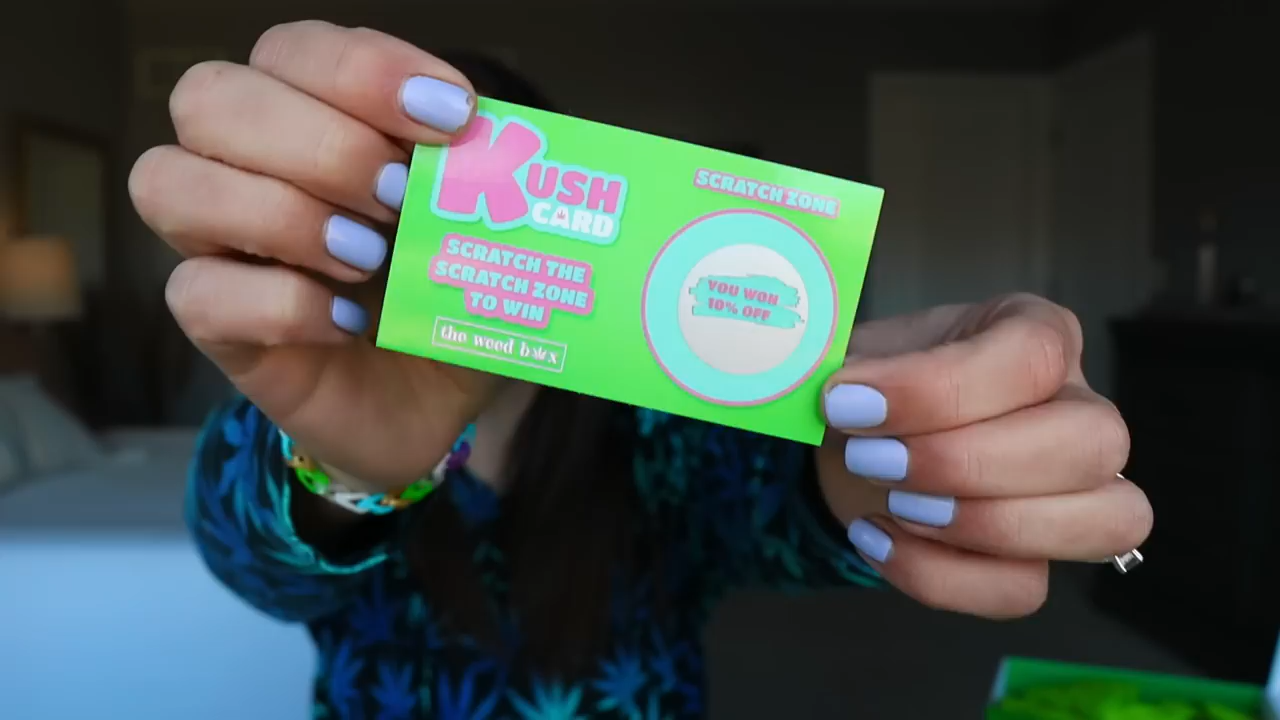 KUSH
CARD
SCRATCH THE
SCRATCH ZONE
TO WIN
the weed box
SCRATCH ZONE
YOU WON
10% OFF